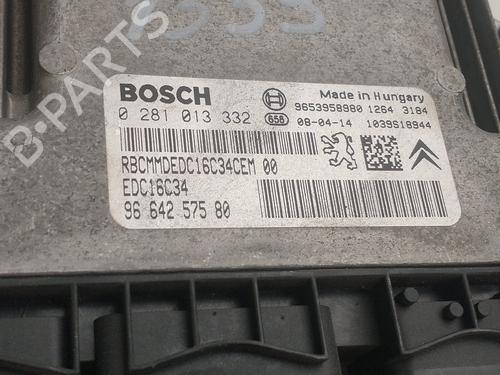 1339
BOSCH
Made in Hungary
9653958980 1264 3184
0 281 013 332
656
08-04-14 1039S18944
RBCMMDEDC16C34CEM 00
EDC16C34
96 642 575 80
B-PARTS